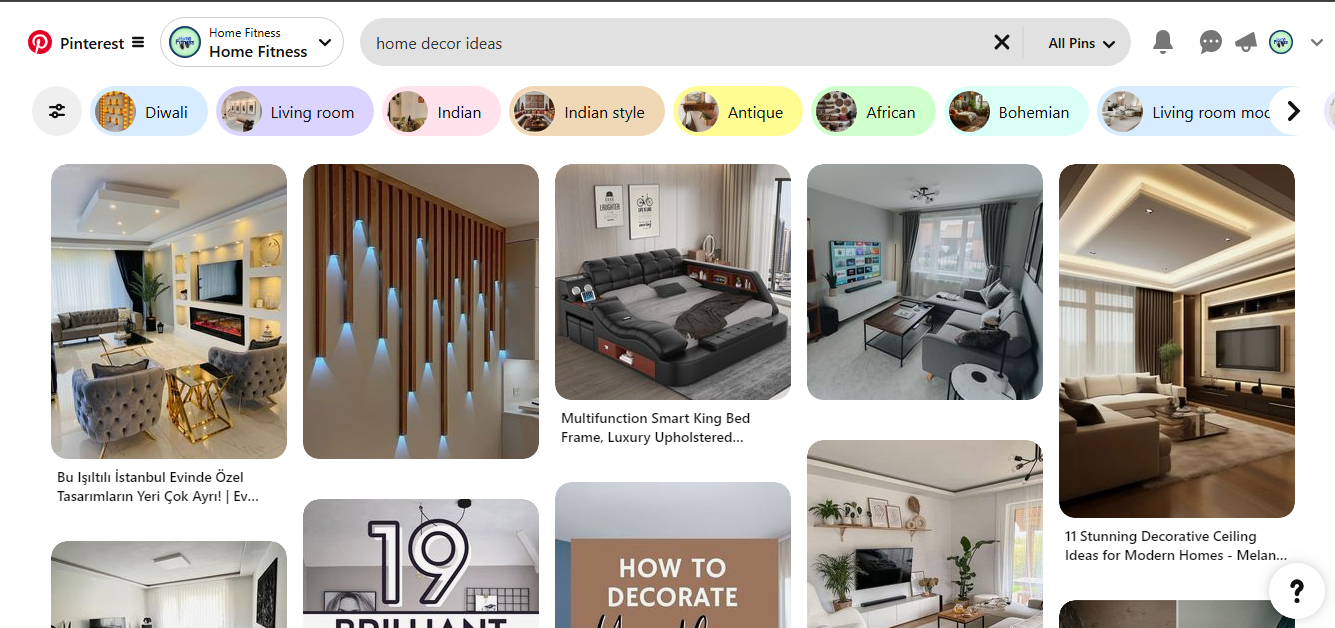 Pinterest
Home Fitness
Home Fitness
home decor ideas
All Pins
Diwali
Living room
Indian
Indian style
Antique
African
Bohemian
Living room mod
Bu Işıltılı İstanbul Evinde Özel
Tasarımların Yeri Çok Ayrı! | Ev...
Multifunction Smart King Bed
Frame, Luxury Upholstered...
11 Stunning Decorative Ceiling
Ideas for Modern Homes - Melan...
19
BRILLIANT
HOW TO
DECORATE
?